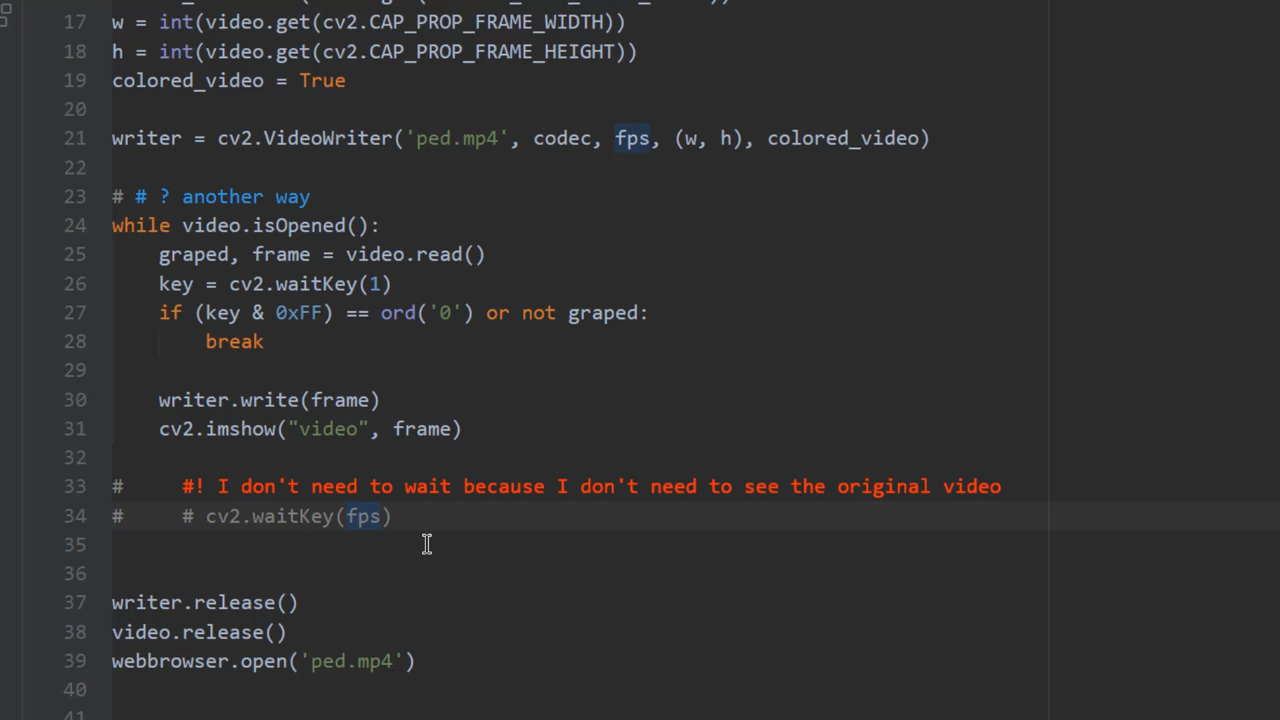 17 w = int(video.get(cv2.CAP_PROP_FRAME_WIDTH))
18 h = int(video.get(cv2.CAP_PROP_FRAME_HEIGHT))
19 colored_video = True
20
21 writer = cv2.VideoWriter('ped.mp4', codec, fps, (w, h), colored_video)
22
23 # # ? another way
24 while video.isOpened():
25     graped, frame = video.read()
26     key = cv2.waitKey(1)
27     if (key & 0xFF) == ord('0') or not graped:
28         break
29
30     writer.write(frame)
31     cv2.imshow("video", frame)
32
33 #     #! I don't need to wait because I don't need to see the original video
34 #     # cv2.waitKey(fps)
35
36
37 writer.release()
38 video.release()
39 webbrowser.open('ped.mp4')
40
41